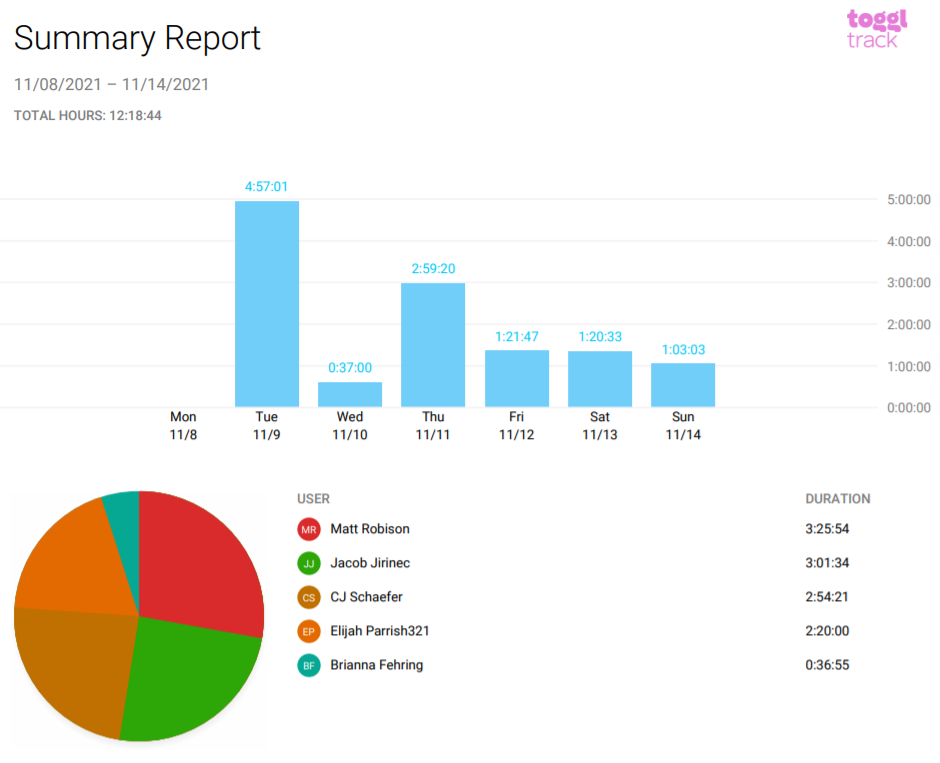 toggl
track
Summary Report
11/08/2021 – 11/14/2021
TOTAL HOURS: 12:18:44
4:57:01
2:59:20
1:21:47
1:20:33
1:03:03
0:37:00
5:00:00
4:00:00
3:00:00
2:00:00
1:00:00
0:00:00
Mon Tue Wed Thu Fri Sat Sun
11/8 11/9 11/10 11/11 11/12 11/13 11/14
USER DURATION
MR Matt Robison 3:25:54
JJ Jacob Jirinec 3:01:34
CS CJ Schaefer 2:54:21
EP Elijah Parrish321 2:20:00
BF Brianna Fehring 0:36:55